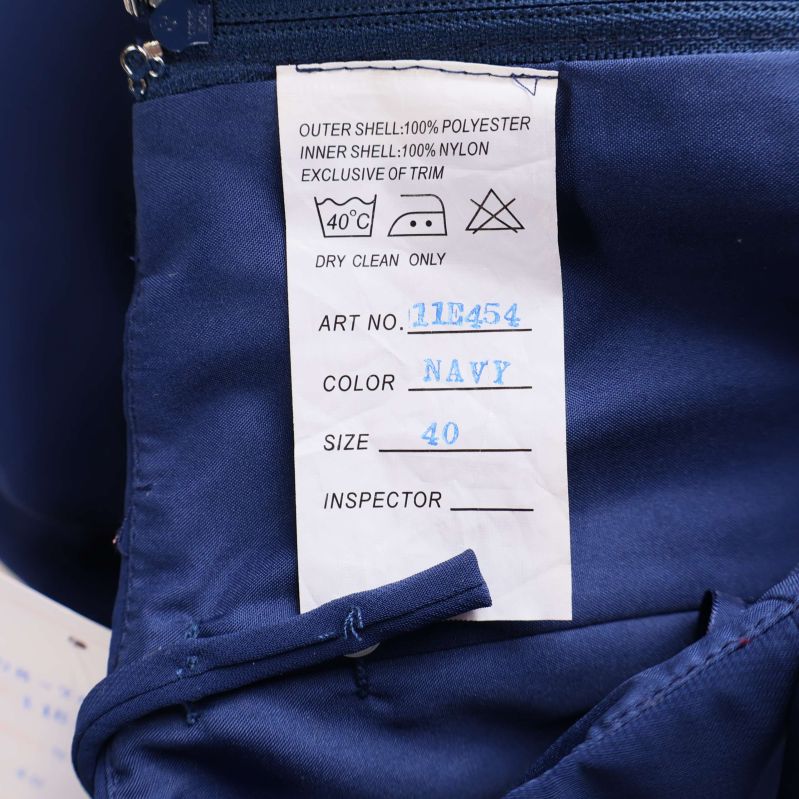 OUTER SHELL:100% POLYESTER
INNER SHELL:100% NYLON
EXCLUSIVE OF TRIM
40°C
DRY CLEAN ONLY
ART NO. 11E454
COLOR NAVY
SIZE 40
INSPECTOR